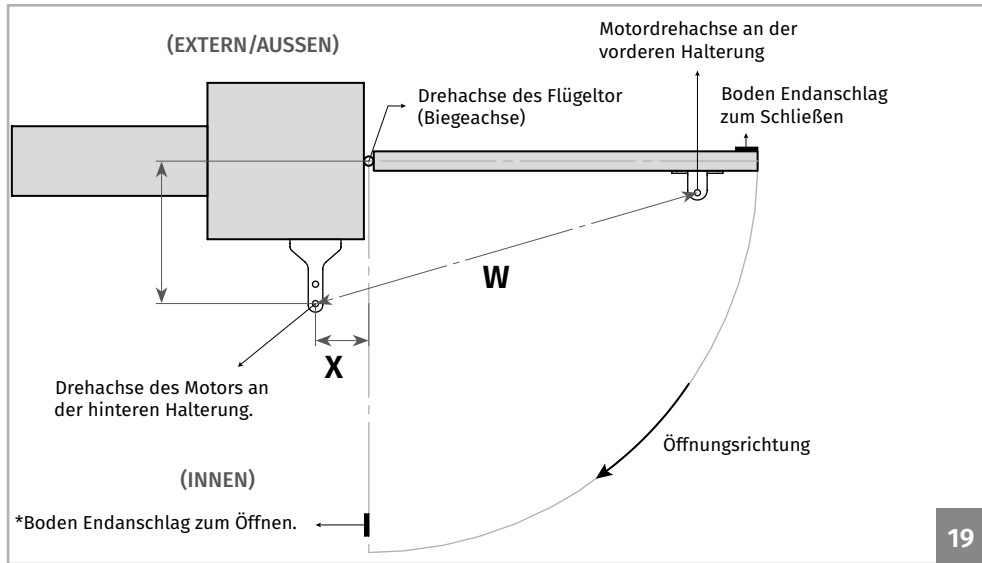 (EXTERN/AUSSEN)
Motordrehachse an der
vorderen Halterung
Drehachse des Flügeltor
(Biegeachse)
Boden Endanschlag
zum Schließen
W
X
Drehachse des Motors an
der hinteren Halterung.
Öffnungsrichtung
(INNEN)
*Boden Endanschlag zum Öffnen.
19